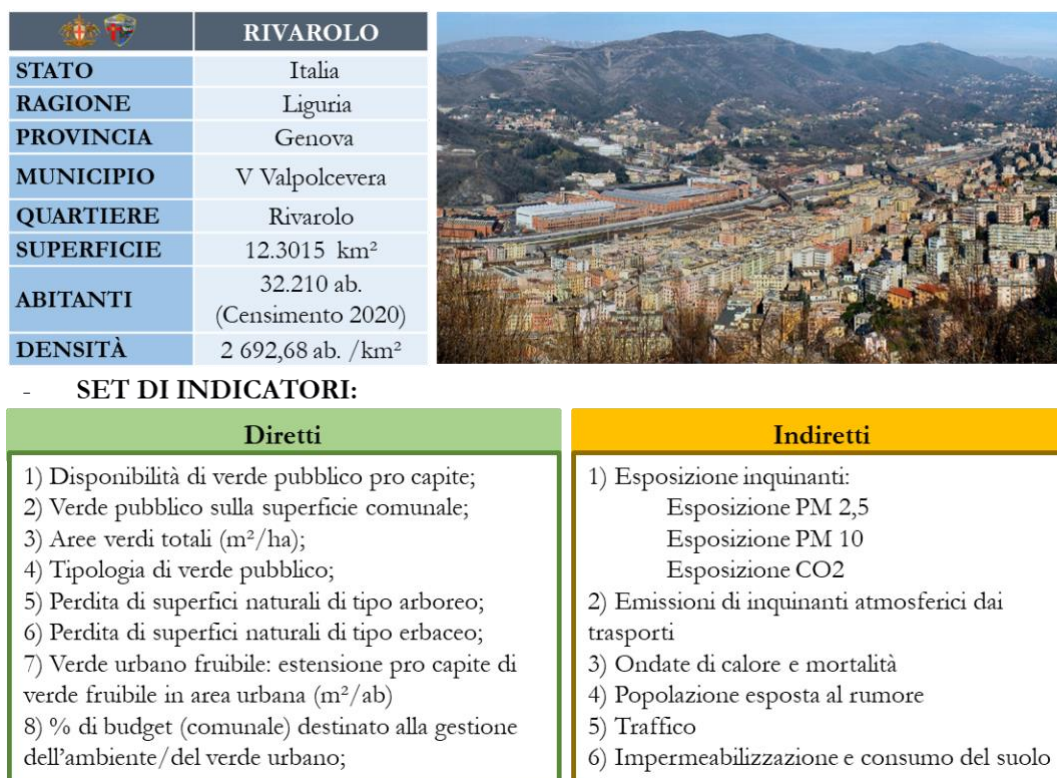 RIVAROLO
STATO Italia
RAGIONE Liguria
PROVINCIA Genova
MUNICIPIO V Valpolcevera
QUARTIERE Rivarolo
SUPERFICIE 12.3015 km²
ABITANTI 32.210 ab.
(Censimento 2020)
DENSITÀ 2 692,68 ab. /km²
- SET DI INDICATORI:
Diretti
1) Disponibilità di verde pubblico pro capite;
2) Verde pubblico sulla superficie comunale;
3) Aree verdi totali (m²/ha);
4) Tipologia di verde pubblico;
5) Perdita di superfici naturali di tipo arboreo;
6) Perdita di superfici naturali di tipo erbaceo;
7) Verde urbano fruibile: estensione pro capite di
verde fruibile in area urbana (m²/ab)
8) % di budget (comunale) destinato alla gestione
dell'ambiente/del verde urbano;
Indiretti
1) Esposizione inquinanti:
Esposizione PM 2,5
Esposizione PM 10
Esposizione CO2
2) Emissioni di inquinanti atmosferici dai
trasporti
3) Ondate di calore e mortalità
4) Popolazione esposta al rumore
5) Traffico
6) Impermeabilizzazione e consumo del suolo